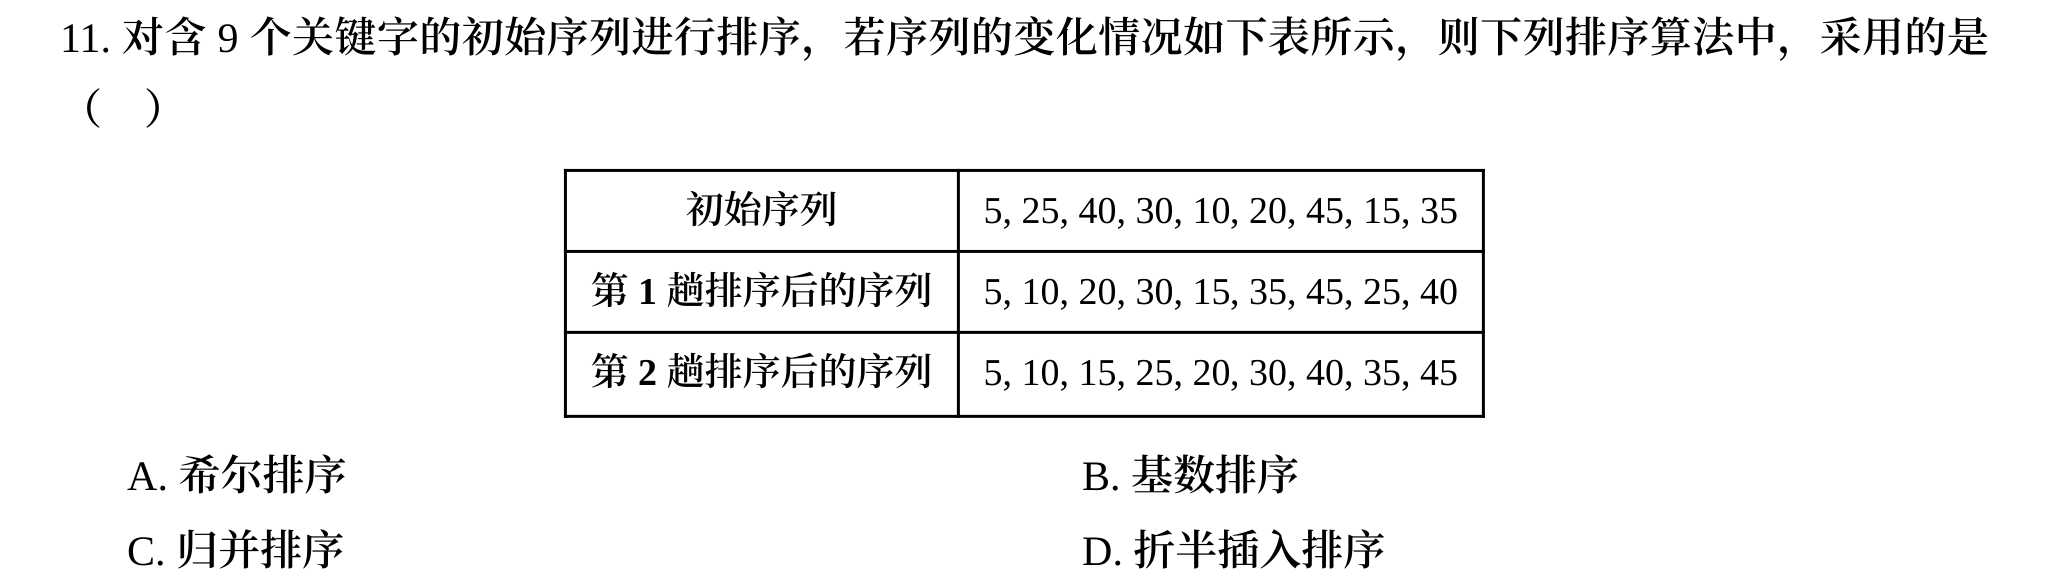 11. 对含 9 个关键字的初始序列进行排序，若序列的变化情况如下表所示，则下列排序算法中，采用的是
（ ）
初始序列 5, 25, 40, 30, 10, 20, 45, 15, 35
第 1 趟排序后的序列 5, 10, 20, 30, 15, 35, 45, 25, 40
第 2 趟排序后的序列 5, 10, 15, 25, 20, 30, 40, 35, 45
A. 希尔排序 B. 基数排序
C. 归并排序 D. 折半插入排序